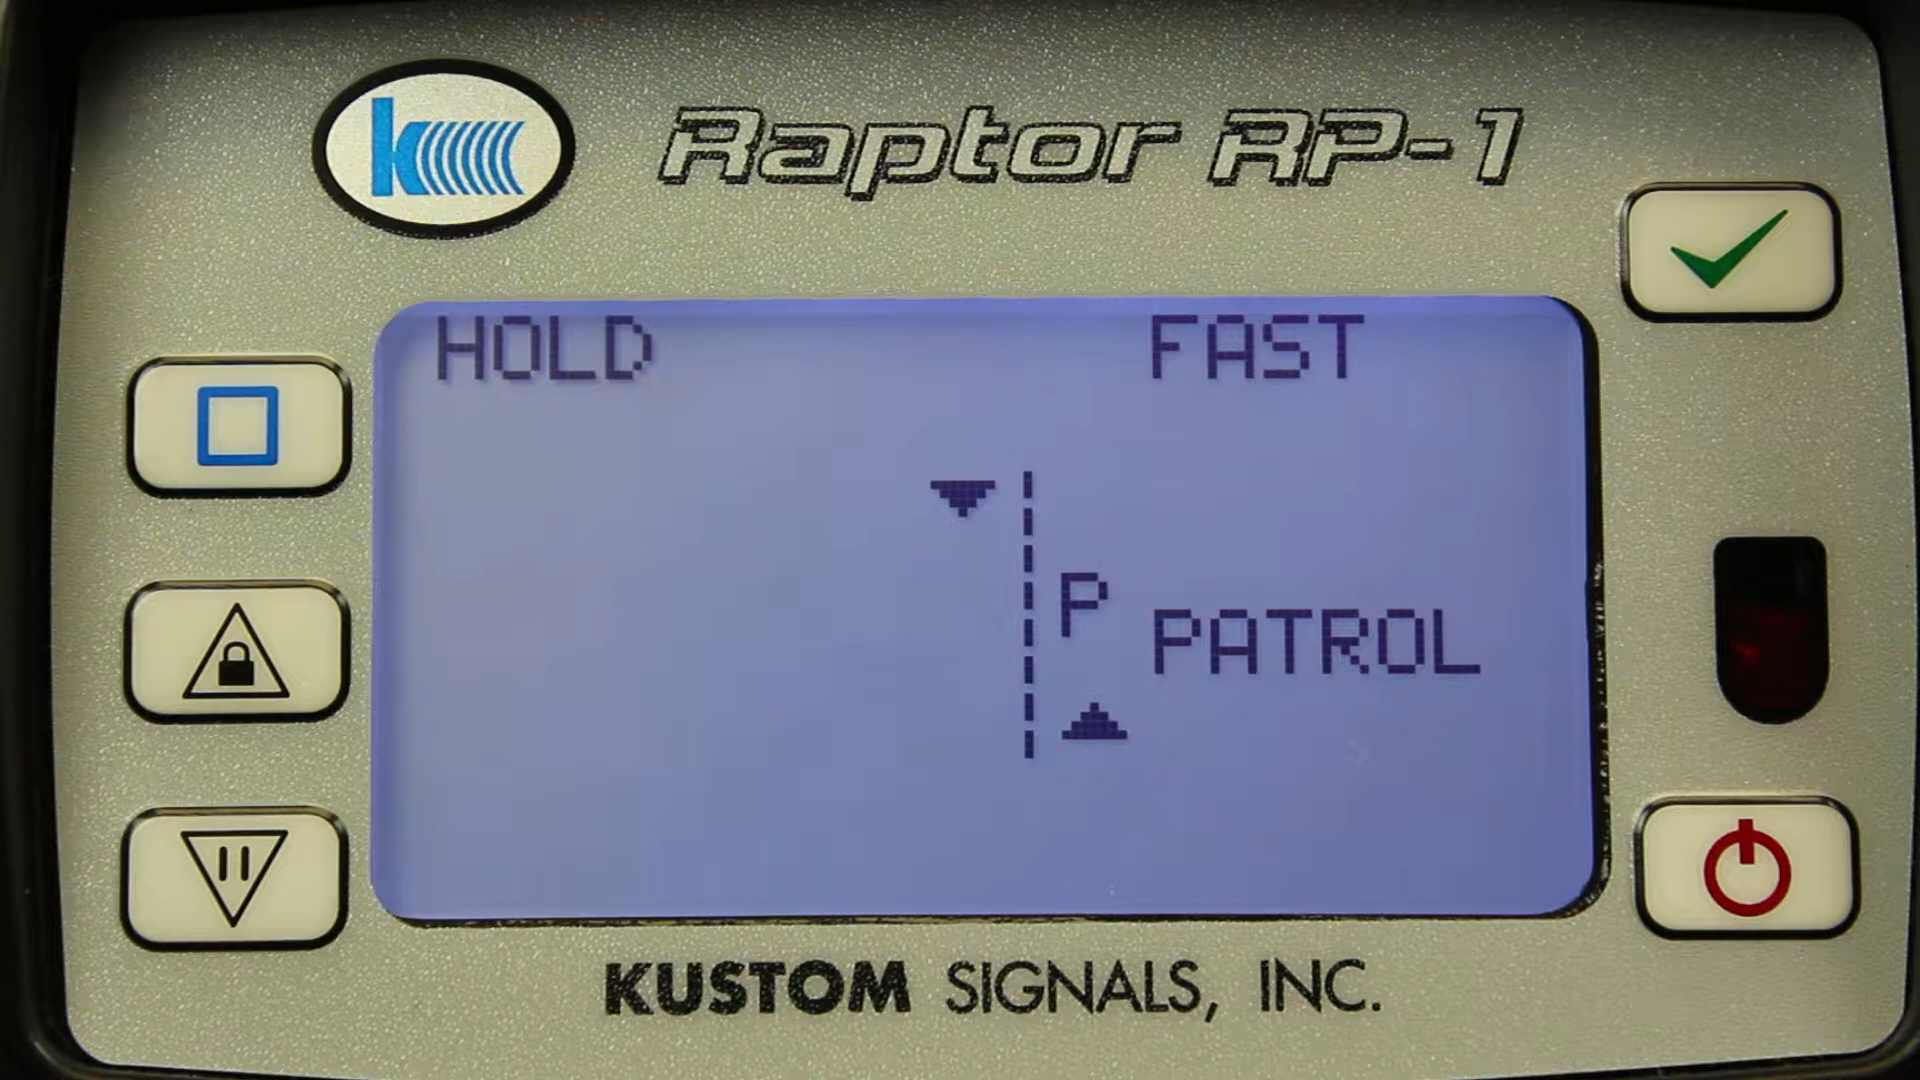 k
Raptor RP-1
HOLD FAST
P
PATROL
KUSTOM SIGNALS, INC.